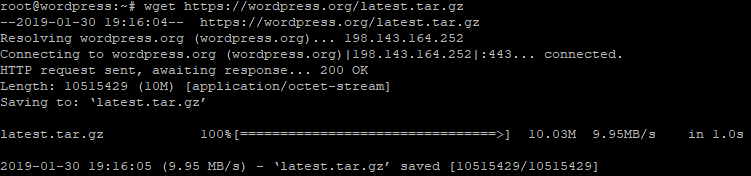 root@wordpress:~# wget https://wordpress.org/latest.tar.gz
--2019-01-30 19:16:04--  https://wordpress.org/latest.tar.gz
Resolving wordpress.org (wordpress.org)... 198.143.164.252
Connecting to wordpress.org (wordpress.org)|198.143.164.252|:443... connected.
HTTP request sent, awaiting response... 200 OK
Length: 10515429 (10M) [application/octet-stream]
Saving to: ‘latest.tar.gz’
latest.tar.gz            100%[================================>]  10.03M  9.95MB/s    in 1.0s
2019-01-30 19:16:05 (9.95 MB/s) - ‘latest.tar.gz’ saved [10515429/10515429]